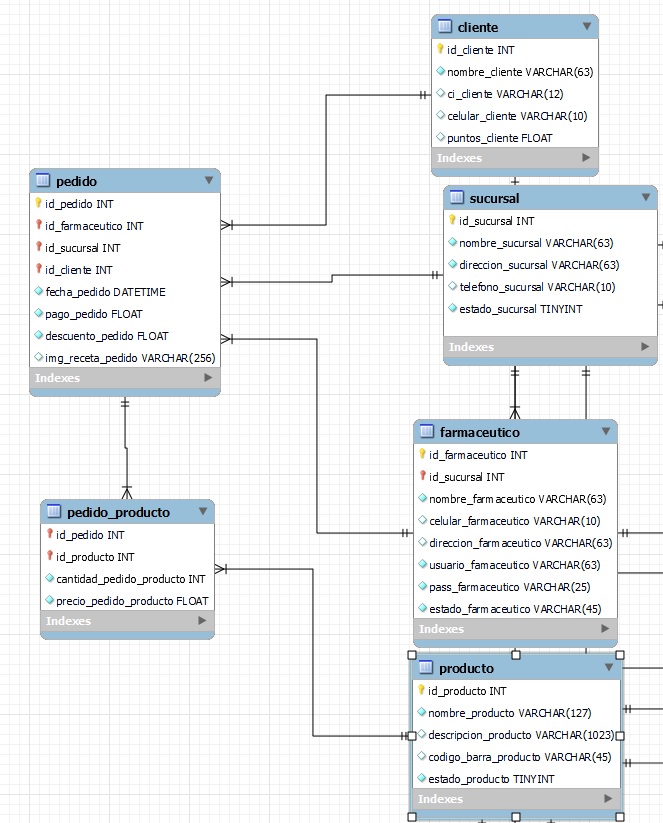 cliente
id_cliente INT
nombre_cliente VARCHAR(63)
ci_cliente VARCHAR(12)
celular_cliente VARCHAR(10)
puntos_cliente FLOAT
Indexes
pedido
id_pedido INT
id_farmaceutico INT
id_sucursal INT
id_cliente INT
fecha_pedido DATETIME
pago_pedido FLOAT
descuento_pedido FLOAT
img_receta_pedido VARCHAR(256)
Indexes
sucursal
id_sucursal INT
nombre_sucursal VARCHAR(63)
direccion_sucursal VARCHAR(63)
telefono_sucursal VARCHAR(10)
estado_sucursal TINYINT
Indexes
farmaceutico
id_farmaceutico INT
id_sucursal INT
nombre_farmaceutico VARCHAR(63)
celular_farmaceutico VARCHAR(10)
direccion_farmaceutico VARCHAR(63)
usuario_farmaceutico VARCHAR(63)
pass_farmaceutico VARCHAR(25)
estado_farmaceutico VARCHAR(45)
Indexes
pedido_producto
id_pedido INT
id_producto INT
cantidad_pedido_producto INT
precio_pedido_producto FLOAT
Indexes
producto
id_producto INT
nombre_producto VARCHAR(127)
descripcion_producto VARCHAR(1023)
codigo_barra_producto VARCHAR(45)
estado_producto TINYINT
Indexes